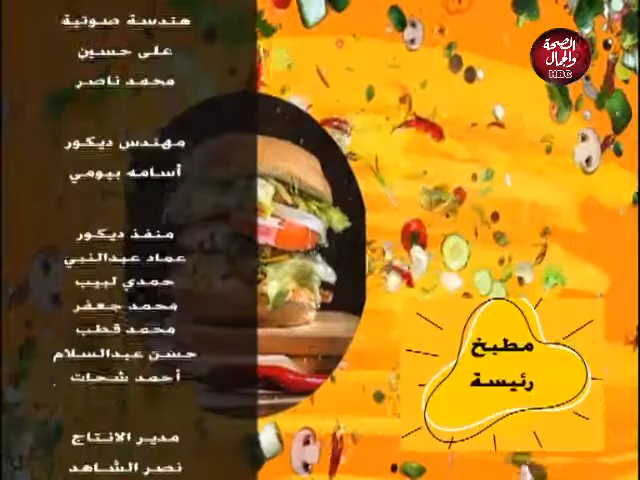 هندسة صوتية
على حسين
محمد ناصر
مهندس ديكور
أسامه بيومي
منفذ ديكور
عماد عبدالنبي
حمدي لبيب
محمد جعفر
محمد قطب
حسن عبدالسلام
أحمد شحات
مدير الانتاج
نصر الشاهد
الصحة
والجمال
HBC
مطبخ
رئيسة